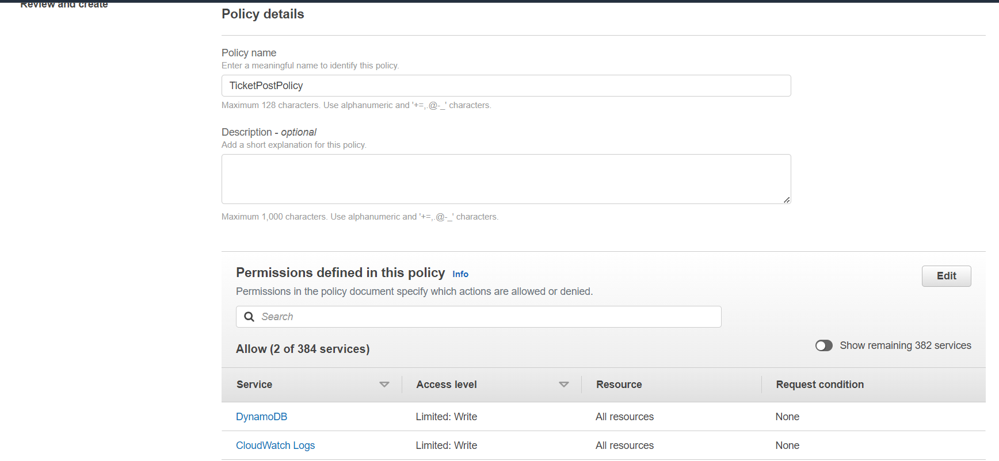 Review and create
Policy details
Policy name
Enter a meaningful name to identify this policy.
TicketPostPolicy
Maximum 128 characters. Use alphanumeric and '+=,.@-_' characters.
Description - optional
Add a short explanation for this policy.
Maximum 1,000 characters. Use alphanumeric and '+=,.@-_' characters.
Permissions defined in this policy Info
Edit
Permissions in the policy document specify which actions are allowed or denied.
Search
Allow (2 of 384 services)
Show remaining 382 services
Service Access level Resource Request condition
DynamoDB Limited: Write All resources None
CloudWatch Logs Limited: Write All resources None